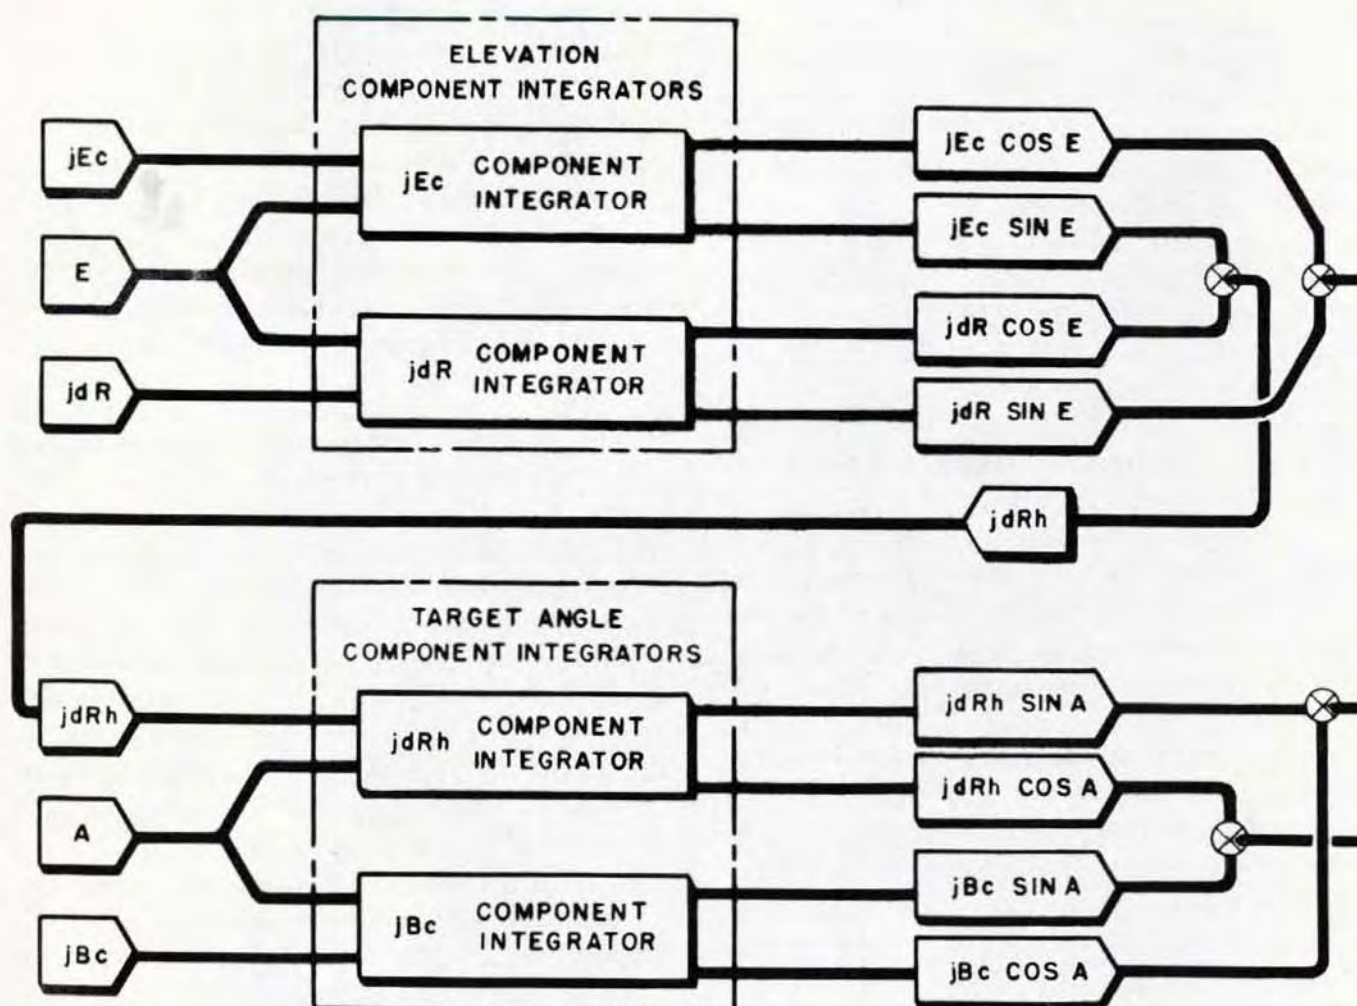 ELEVATION
COMPONENT INTEGRATORS
jEc
E
jdR
jEc COMPONENT
INTEGRATOR
jdR COMPONENT
INTEGRATOR
jEc COS E
jEc SIN E
jdR COS E
jdR SIN E
jdRh
TARGET ANGLE
COMPONENT INTEGRATORS
jdRh
A
jBc
jdRh COMPONENT
INTEGRATOR
jBc COMPONENT
INTEGRATOR
jdRh SIN A
jdRh COS A
jBc SIN A
jBc COS A